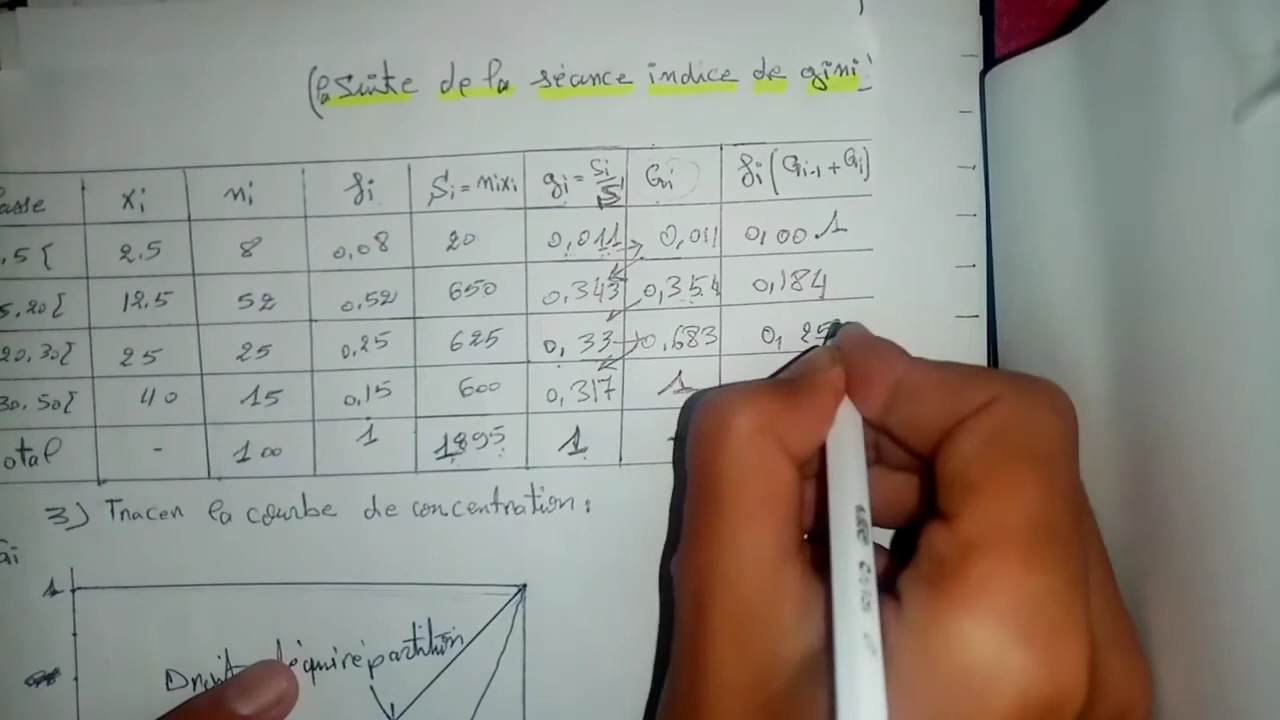 (La suite de la séance indice de gini)
asse xi ni fi Si = nixi gi = Si/S Gi fi(Gi-1 + Gi)
,5[ 2.5 8 0,08 20 0,011 0,011 0,001
5,20[ 12.5 52 0,52 650 0,343 0,354 0,184
20,30[ 25 25 0,25 625 0,33 0,683 0,25
30,50[ 40 15 0,15 600 0,317 1
otal - 100 1 1895 1
3) Tracer la courbe de concentration:
1
Droite d'équirépartition